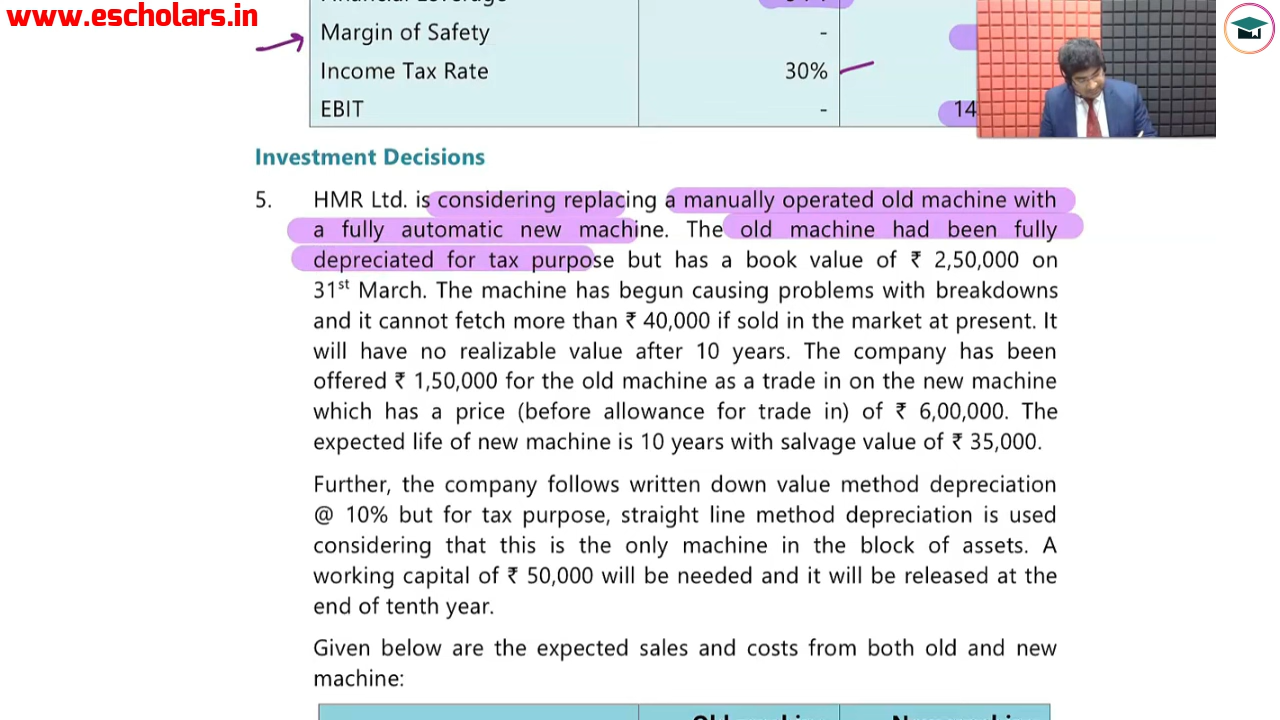 www.escholars.in
Margin of Safety -
Income Tax Rate 30%
EBIT - 14
Investment Decisions
5. HMR Ltd. is considering replacing a manually operated old machine with
a fully automatic new machine. The old machine had been fully
depreciated for tax purpose but has a book value of ₹ 2,50,000 on
31st March. The machine has begun causing problems with breakdowns
and it cannot fetch more than ₹ 40,000 if sold in the market at present. It
will have no realizable value after 10 years. The company has been
offered ₹ 1,50,000 for the old machine as a trade in on the new machine
which has a price (before allowance for trade in) of ₹ 6,00,000. The
expected life of new machine is 10 years with salvage value of ₹ 35,000.
Further, the company follows written down value method depreciation
@ 10% but for tax purpose, straight line method depreciation is used
considering that this is the only machine in the block of assets. A
working capital of ₹ 50,000 will be needed and it will be released at the
end of tenth year.
Given below are the expected sales and costs from both old and new
machine: